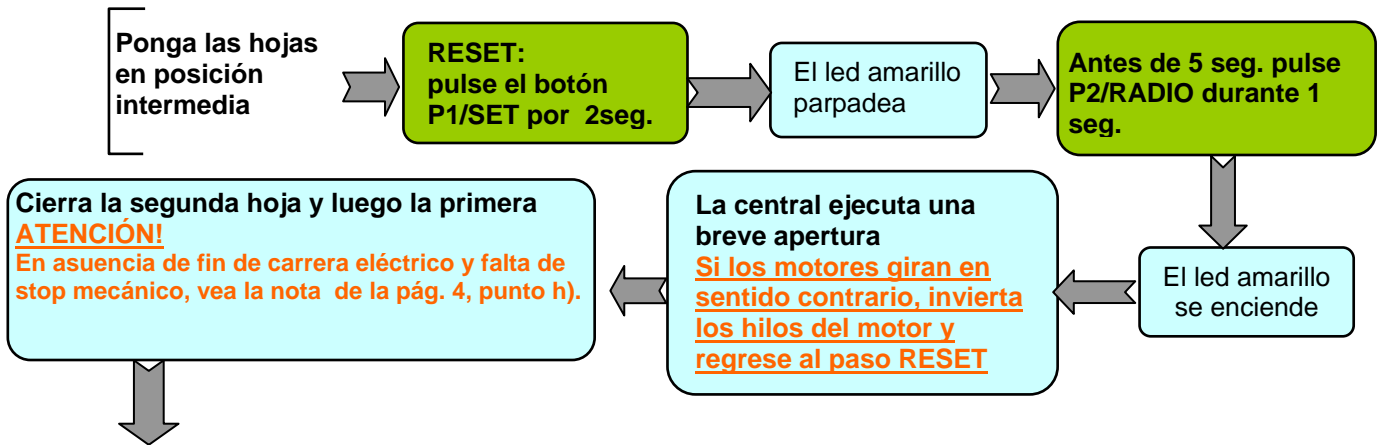 Ponga las hojas
en posición
intermedia
RESET:
pulse el botón
P1/SET por 2seg.
El led amarillo
parpadea
Antes de 5 seg. pulse
P2/RADIO durante 1
seg.
El led amarillo
se enciende
La central ejecuta una
breve apertura
Si los motores giran en
sentido contrario, invierta
los hilos del motor y
regrese al paso RESET
Cierra la segunda hoja y luego la primera
ATENCIÓN!
En asuencia de fin de carrera eléctrico y falta de
stop mecánico, vea la nota de la pág. 4, punto h).